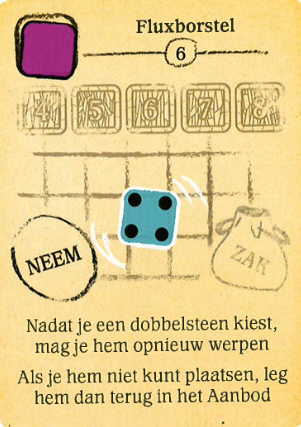 Fluxborstel
6
4 5 6 7 8
NEEM
ZAK
Nadat je een dobbelsteen kiest,
mag je hem opnieuw werpen
Als je hem niet kunt plaatsen, leg
hem dan terug in het Aanbod